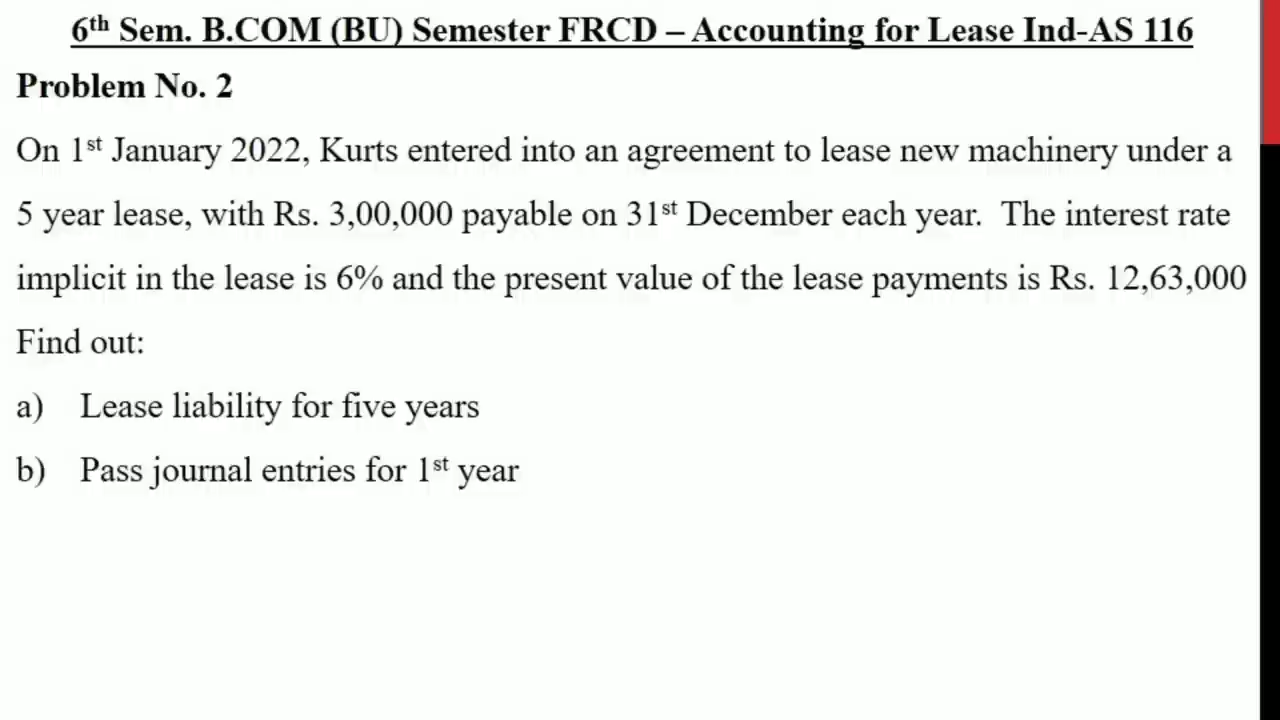 6th Sem. B.COM (BU) Semester FRCD – Accounting for Lease Ind-AS 116
Problem No. 2
On 1st January 2022, Kurts entered into an agreement to lease new machinery under a
5 year lease, with Rs. 3,00,000 payable on 31st December each year. The interest rate
implicit in the lease is 6% and the present value of the lease payments is Rs. 12,63,000
Find out:
a) Lease liability for five years
b) Pass journal entries for 1st year